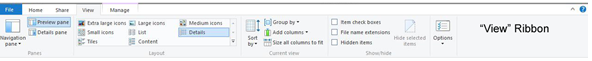 File Home Share View Manage
Preview pane Extra large icons Large icons Medium icons Group by Item check boxes
Navigation pane Details pane Small icons List Details Sort by Add columns File name extensions Hide selected items Options "View" Ribbon
Tiles Content Size all columns to fit Hidden items
Panes Layout Current view Show/hide